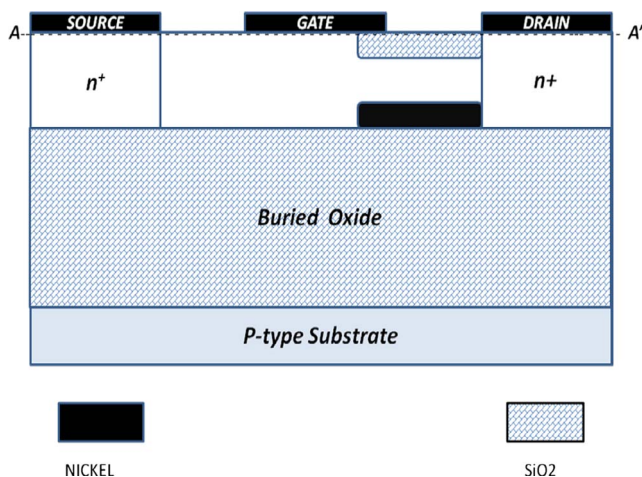 SOURCE
GATE
DRAIN
A
A'
n+
n+
Buried Oxide
P-type Substrate
NICKEL
SiO2